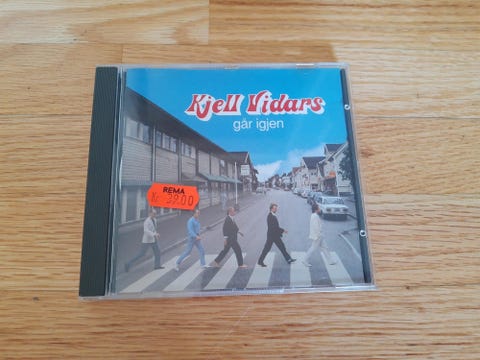 Kjell Vidars
går igjen
REMA
Kr 39.00